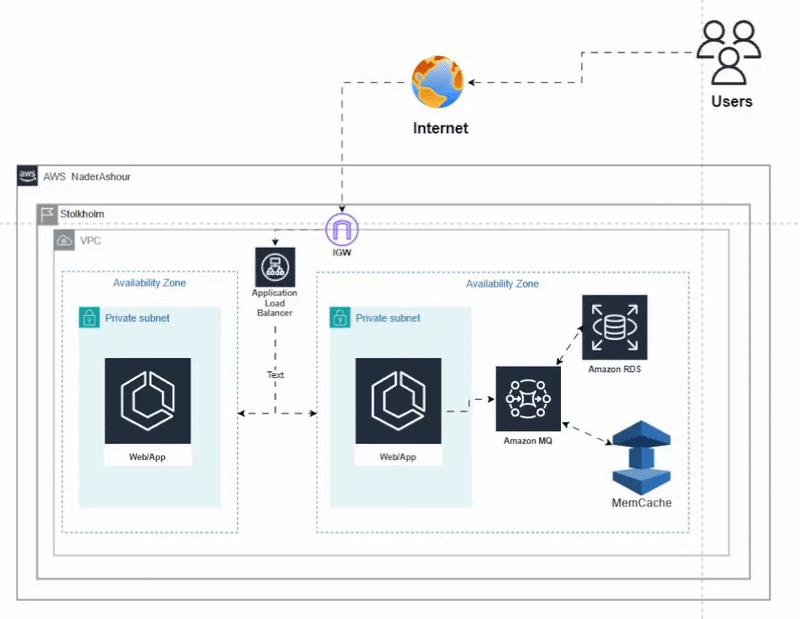 Users
Internet
aws
AWS NaderAshour
Stolkholm
VPC
IGW
Availability Zone
Private subnet
Web/App
Application
Load
Balancer
Text
Availability Zone
Private subnet
Web/App
Amazon MQ
Amazon RDS
MemCache